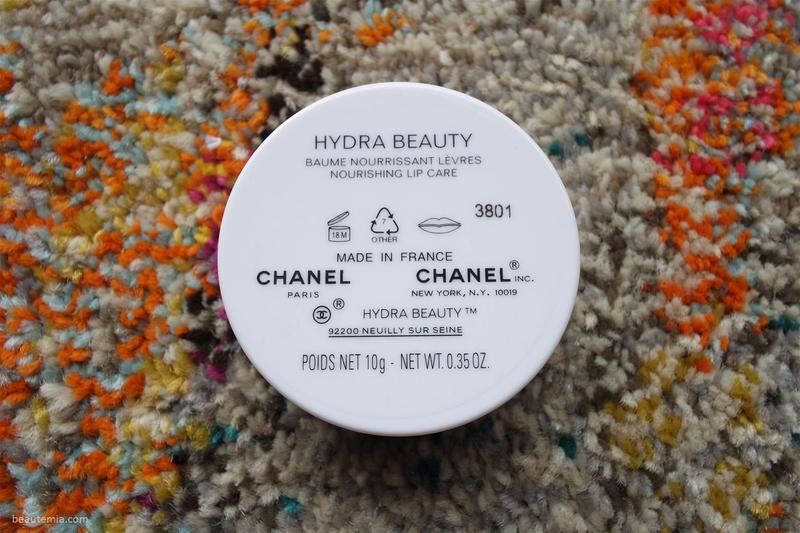 HYDRA BEAUTY
BAUME NOURRISSANT LÈVRES
NOURISHING LIP CARE
3801
18 M
7
OTHER
MADE IN FRANCE
CHANEL
PARIS
CHANEL® INC.
NEW YORK, N.Y. 10019
® HYDRA BEAUTY™
92200 NEUILLY SUR SEINE
POIDS NET 10g - NET WT. 0.35 OZ.
beautemia.com